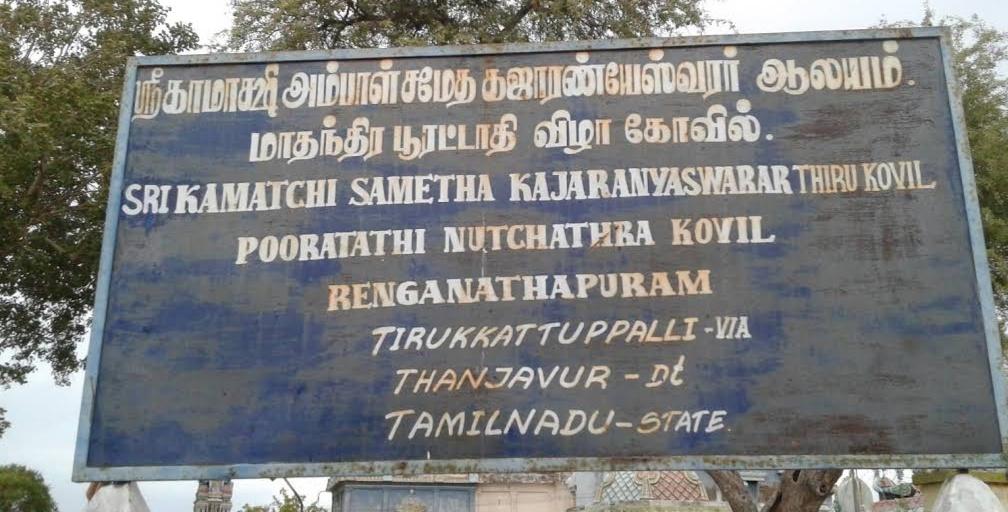 ஸ்ரீ காமாக்ஷி அம்பாள் சமேத கஜாரண்யேஸ்வரர் ஆலயம்.
மாதந்திர பூரட்டாதி விழா கோவில்.
SRI KAMATCHI SAMETHA KAJARANYASWARAR THIRU KOVIL
POORATATHI NUTCHATHRA KOVIL
RENGANATHAPURAM
TIRUKKATTUPPALLI - VIA
THANJAVUR - Dt
TAMILNADU - STATE.